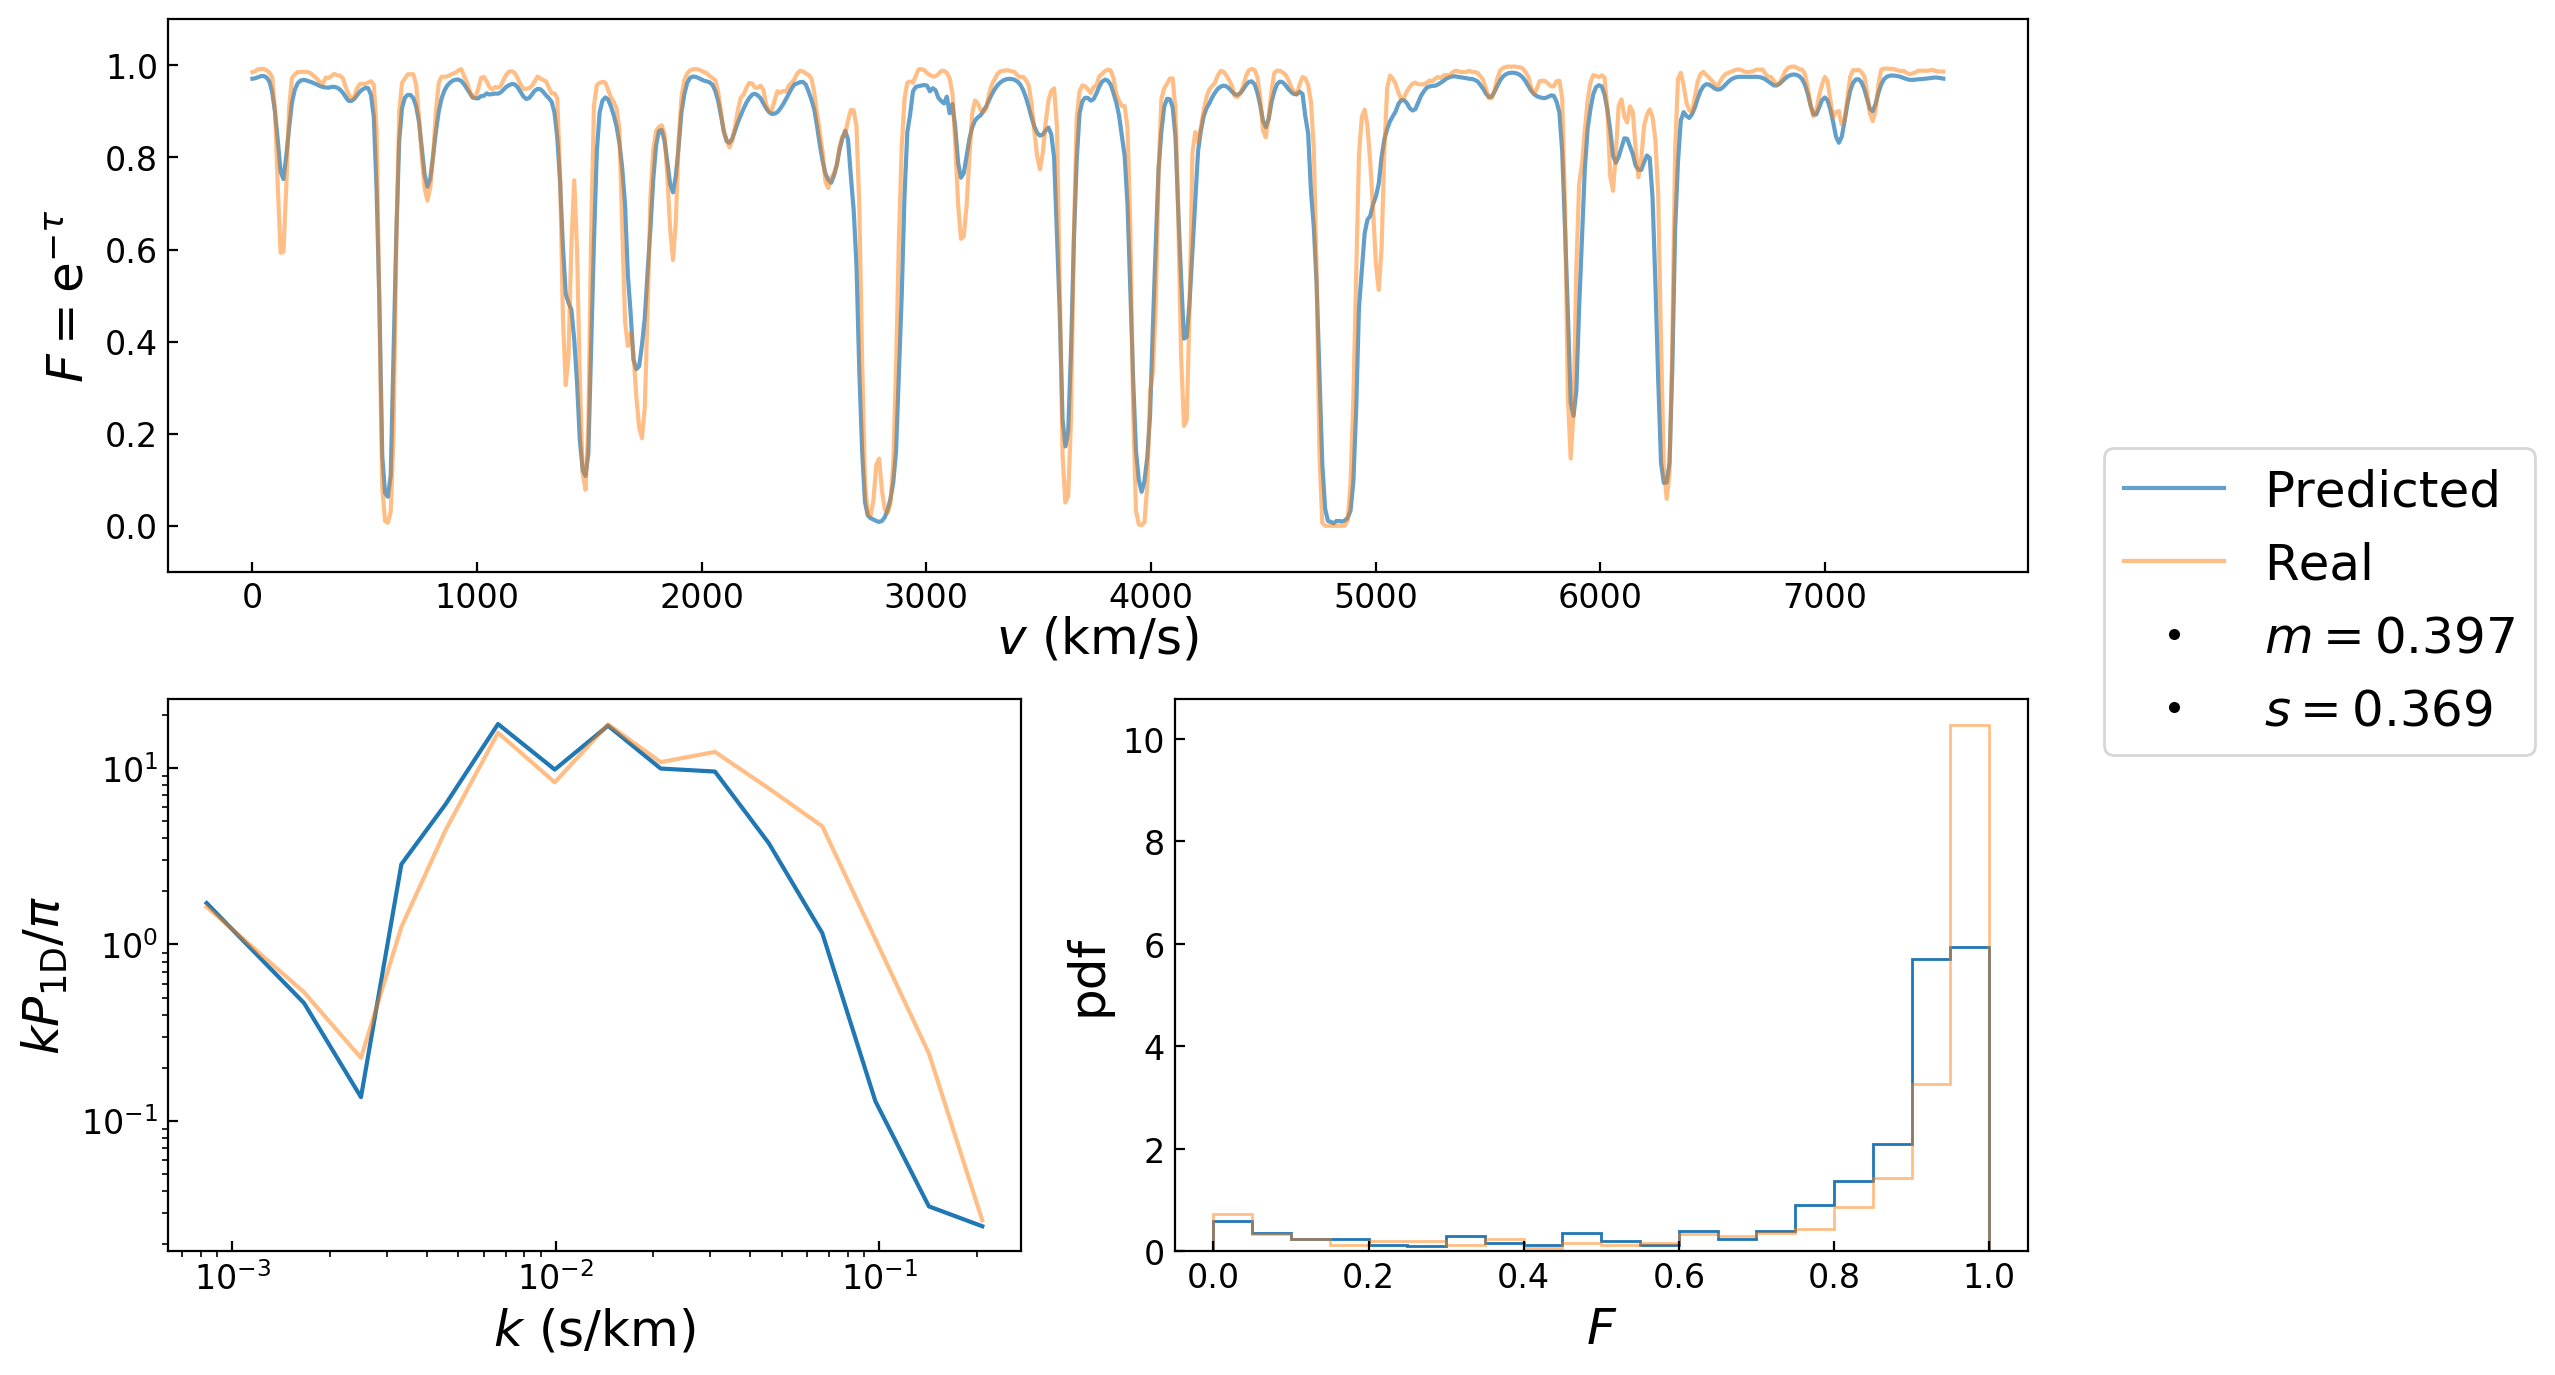 1.0
0.8
0.6
0.4
0.2
0.0
F = e^{-τ}
0 1000 2000 3000 4000 5000 6000 7000
v (km/s)
Predicted
Real
m = 0.397
s = 0.369
10^1
10^0
10^{-1}
kP_{1D}/π
10^{-3} 10^{-2} 10^{-1}
k (s/km)
10
8
6
4
2
0
pdf
0.0 0.2 0.4 0.6 0.8 1.0
F